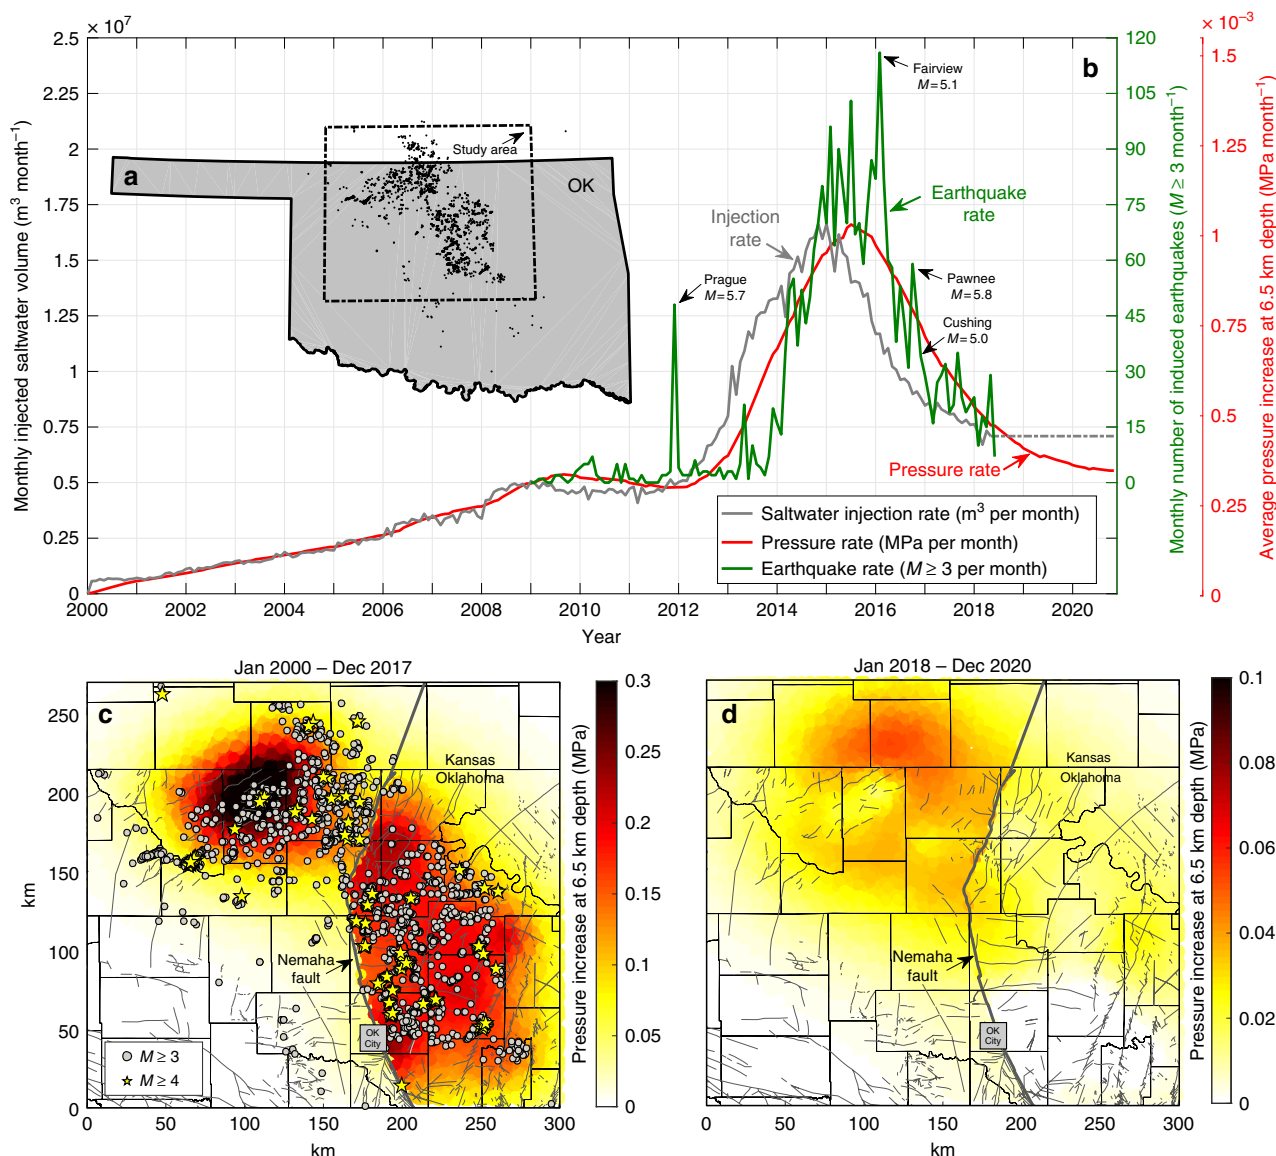 × 10⁷
× 10⁻³
2.5
2.25
2
1.75
1.5
1.25
1
0.75
0.5
0.25
0
Monthly injected saltwater volume (m³ month⁻¹)
a
OK
Study area
b
Fairview
M=5.1
Earthquake
rate
Injection
rate
Prague
M=5.7
Pawnee
M=5.8
Cushing
M=5.0
Pressure rate
Saltwater injection rate (m³ per month)
Pressure rate (MPa per month)
Earthquake rate (M ≥ 3 per month)
120
105
90
75
60
45
30
15
0
Monthly number of induced earthquakes (M ≥ 3 month⁻¹)
1.5
1.25
1
0.75
0.5
0.25
0
Average pressure increase at 6.5 km depth (MPa month⁻¹)
2000 2002 2004 2006 2008 2010 2012 2014 2016 2018 2020
Year
Jan 2000 – Dec 2017
c
250
200
150
100
50
0
km
Kansas
Oklahoma
Nemaha
fault
OK
City
M ≥ 3
M ≥ 4
0 50 100 150 200 250 300
km
0.3
0.25
0.2
0.15
0.1
0.05
0
Pressure increase at 6.5 km depth (MPa)
Jan 2018 – Dec 2020
d
Kansas
Oklahoma
Nemaha
fault
OK
City
0 50 100 150 200 250 300
km
0.1
0.08
0.06
0.04
0.02
0
Pressure increase at 6.5 km depth (MPa)